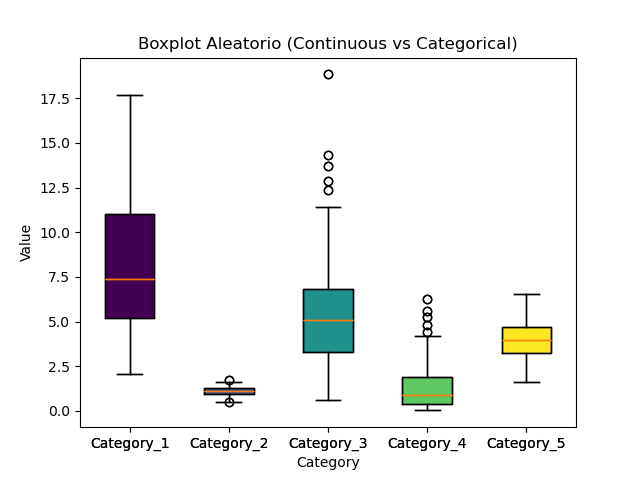 Boxplot Aleatorio (Continuous vs Categorical)
Value
17.5
15.0
12.5
10.0
7.5
5.0
2.5
0.0
Category_1 Category_2 Category_3 Category_4 Category_5
Category